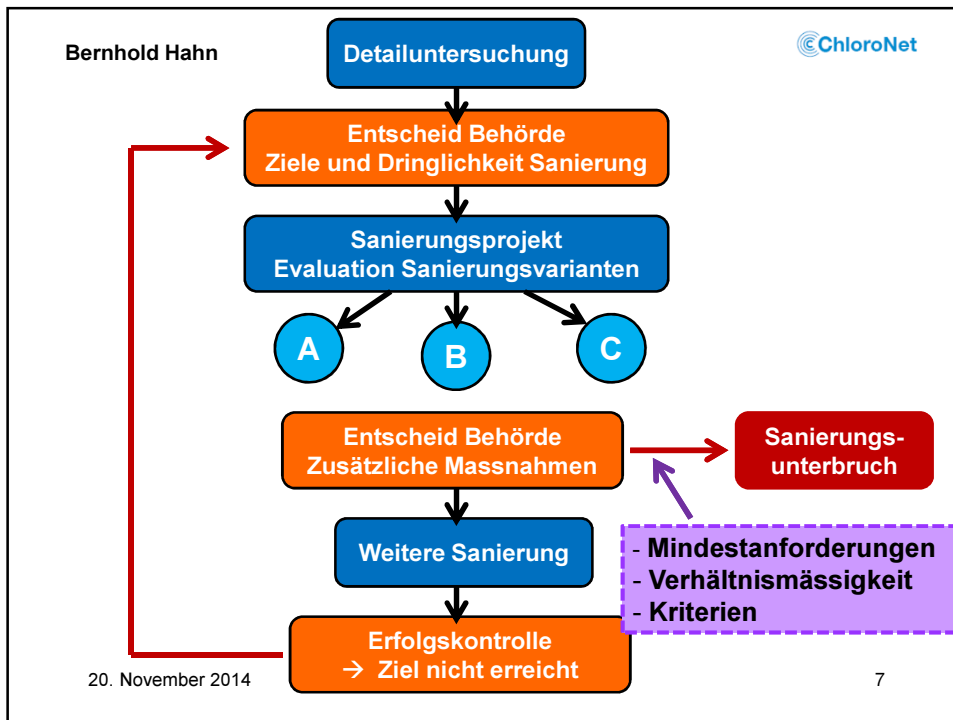 Bernhold Hahn
Detailuntersuchung
ChloroNet
Entscheid Behörde
Ziele und Dringlichkeit Sanierung
Sanierungsprojekt
Evaluation Sanierungsvarianten
A
B
C
Entscheid Behörde
Zusätzliche Massnahmen
Sanierungs-
unterbruch
Weitere Sanierung
- Mindestanforderungen
- Verhältnismässigkeit
- Kriterien
Erfolgskontrolle
→ Ziel nicht erreicht
20. November 2014
7